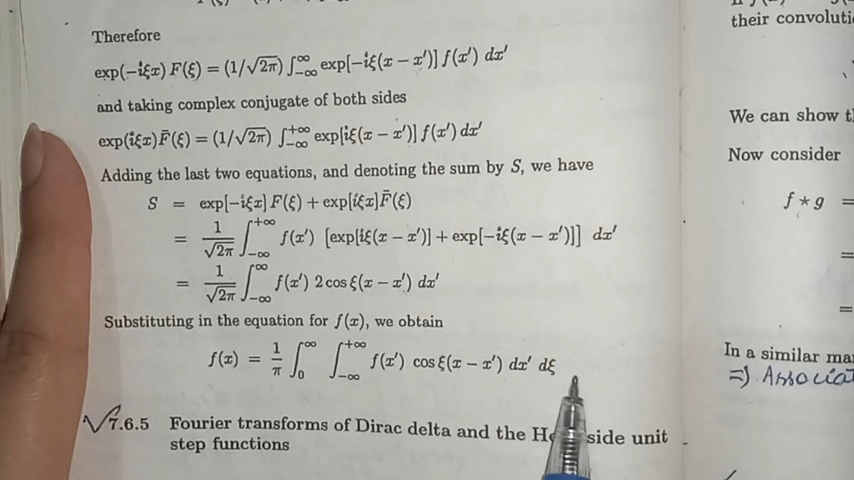 Therefore
exp(−iξx) F(ξ) = (1/√2π) ∫_{−∞}^{∞} exp[−iξ(x − x′)] f(x′) dx′
and taking complex conjugate of both sides
exp(iξx)F̄(ξ) = (1/√2π) ∫_{−∞}^{+∞} exp[iξ(x − x′)] f(x′) dx′
Adding the last two equations, and denoting the sum by S, we have
S = exp[−iξx] F(ξ) + exp[iξx]F̄(ξ)
= 1/√2π ∫_{−∞}^{+∞} f(x′) [exp[iξ(x − x′)] + exp[−iξ(x − x′)]] dx′
= 1/√2π ∫_{−∞}^{∞} f(x′) 2 cos ξ(x − x′) dx′
Substituting in the equation for f(x), we obtain
f(x) = 1/π ∫_{0}^{∞} ∫_{−∞}^{+∞} f(x′) cos ξ(x − x′) dx′ dξ
7.6.5 Fourier transforms of Dirac delta and the side unit
step functions
their
We can show
Now consider
f ⋆ g =
=
=
In a similar
⇒